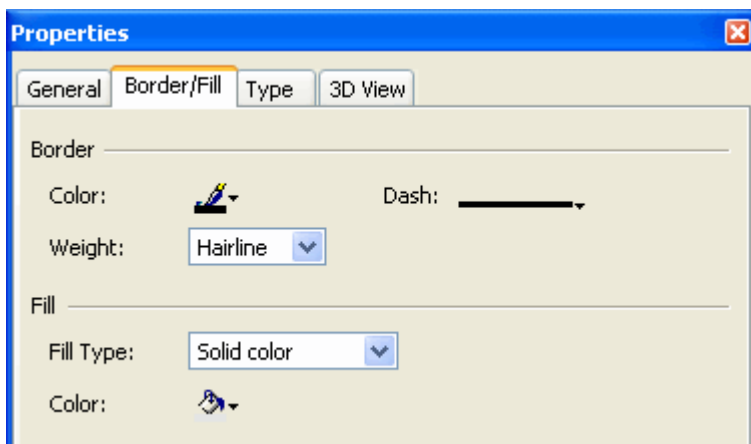 Properties
General Border/Fill Type 3D View
Border
Color: Dash:
Weight: Hairline
Fill
Fill Type: Solid color
Color: